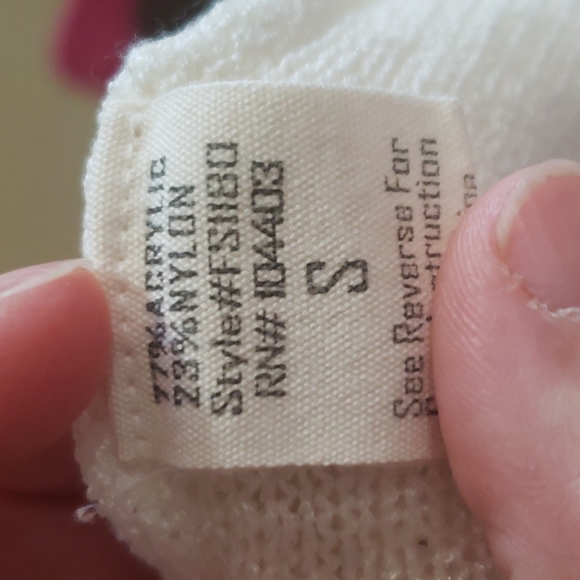 77%ACRYLIC
23%NYLON
Style#FS1180
RN# 104403
S
See Reverse For